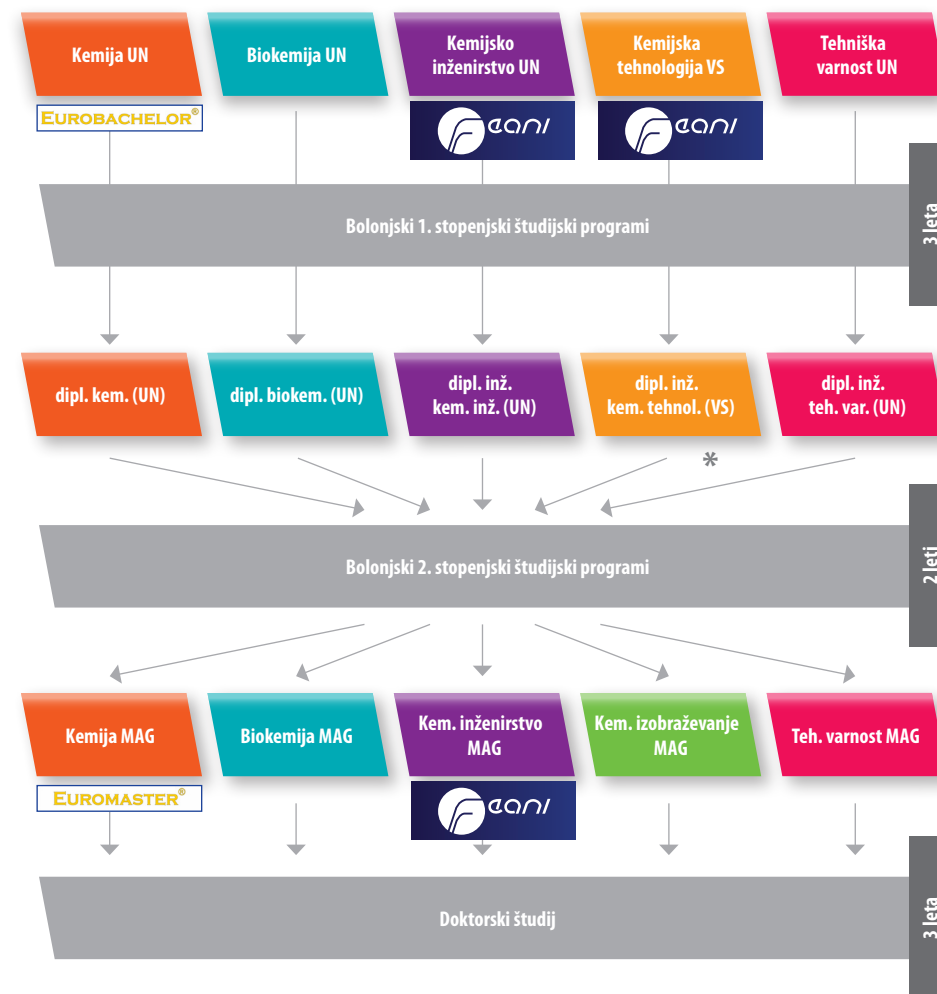 Kemija UN
Biokemija UN
Kemijsko
inženirstvo UN
Kemijska
tehnologija VS
Tehniška
varnost UN
EUROBACHELOR®
Feani
Feani
Bolonjski 1. stopenjski študijski programi
3 leta
dipl. kem. (UN)
dipl. biokem. (UN)
dipl. inž.
kem. inž. (UN)
dipl. inž.
kem. tehnol. (VS)
dipl. inž.
teh. var. (UN)
*
Bolonjski 2. stopenjski študijski programi
2 leti
Kemija MAG
Biokemija MAG
Kem. inženirstvo
MAG
Kem. izobraževanje
MAG
Teh. varnost MAG
EUROMASTER®
Feani
Doktorski študij
3 leta